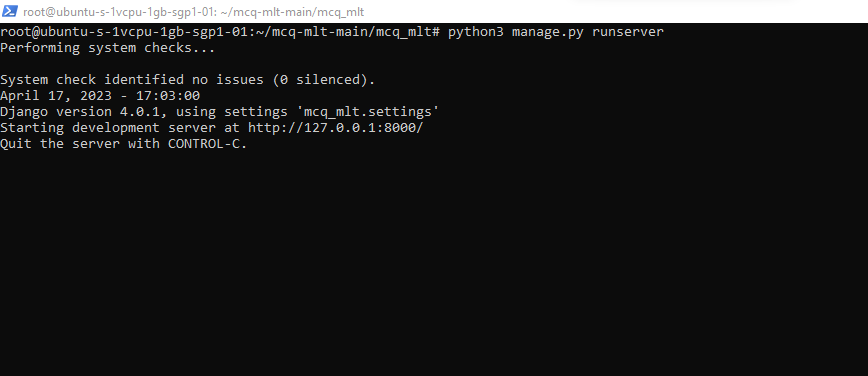 root@ubuntu-s-1vcpu-1gb-sgp1-01: ~/mcq-mlt-main/mcq_mlt
root@ubuntu-s-1vcpu-1gb-sgp1-01:~/mcq-mlt-main/mcq_mlt# python3 manage.py runserver
Performing system checks...
System check identified no issues (0 silenced).
April 17, 2023 - 17:03:00
Django version 4.0.1, using settings 'mcq_mlt.settings'
Starting development server at http://127.0.0.1:8000/
Quit the server with CONTROL-C.